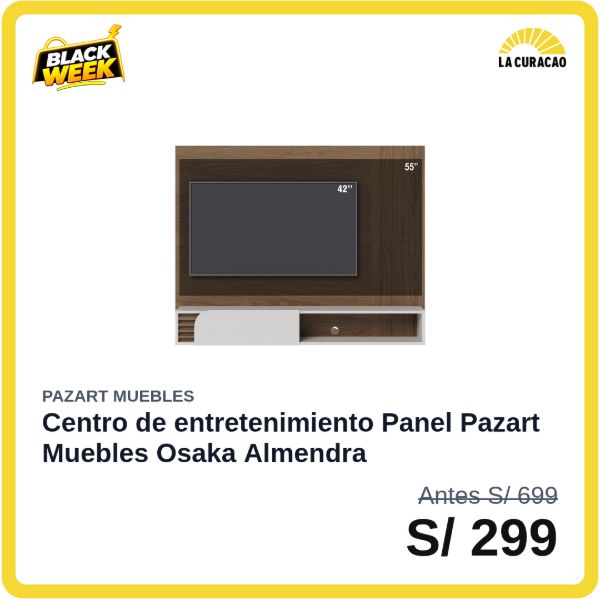 BLACK
WEEK
LA CURACAO
55”
42”
PAZART MUEBLES
Centro de entretenimiento Panel Pazart
Muebles Osaka Almendra
Antes S/ 699
S/ 299